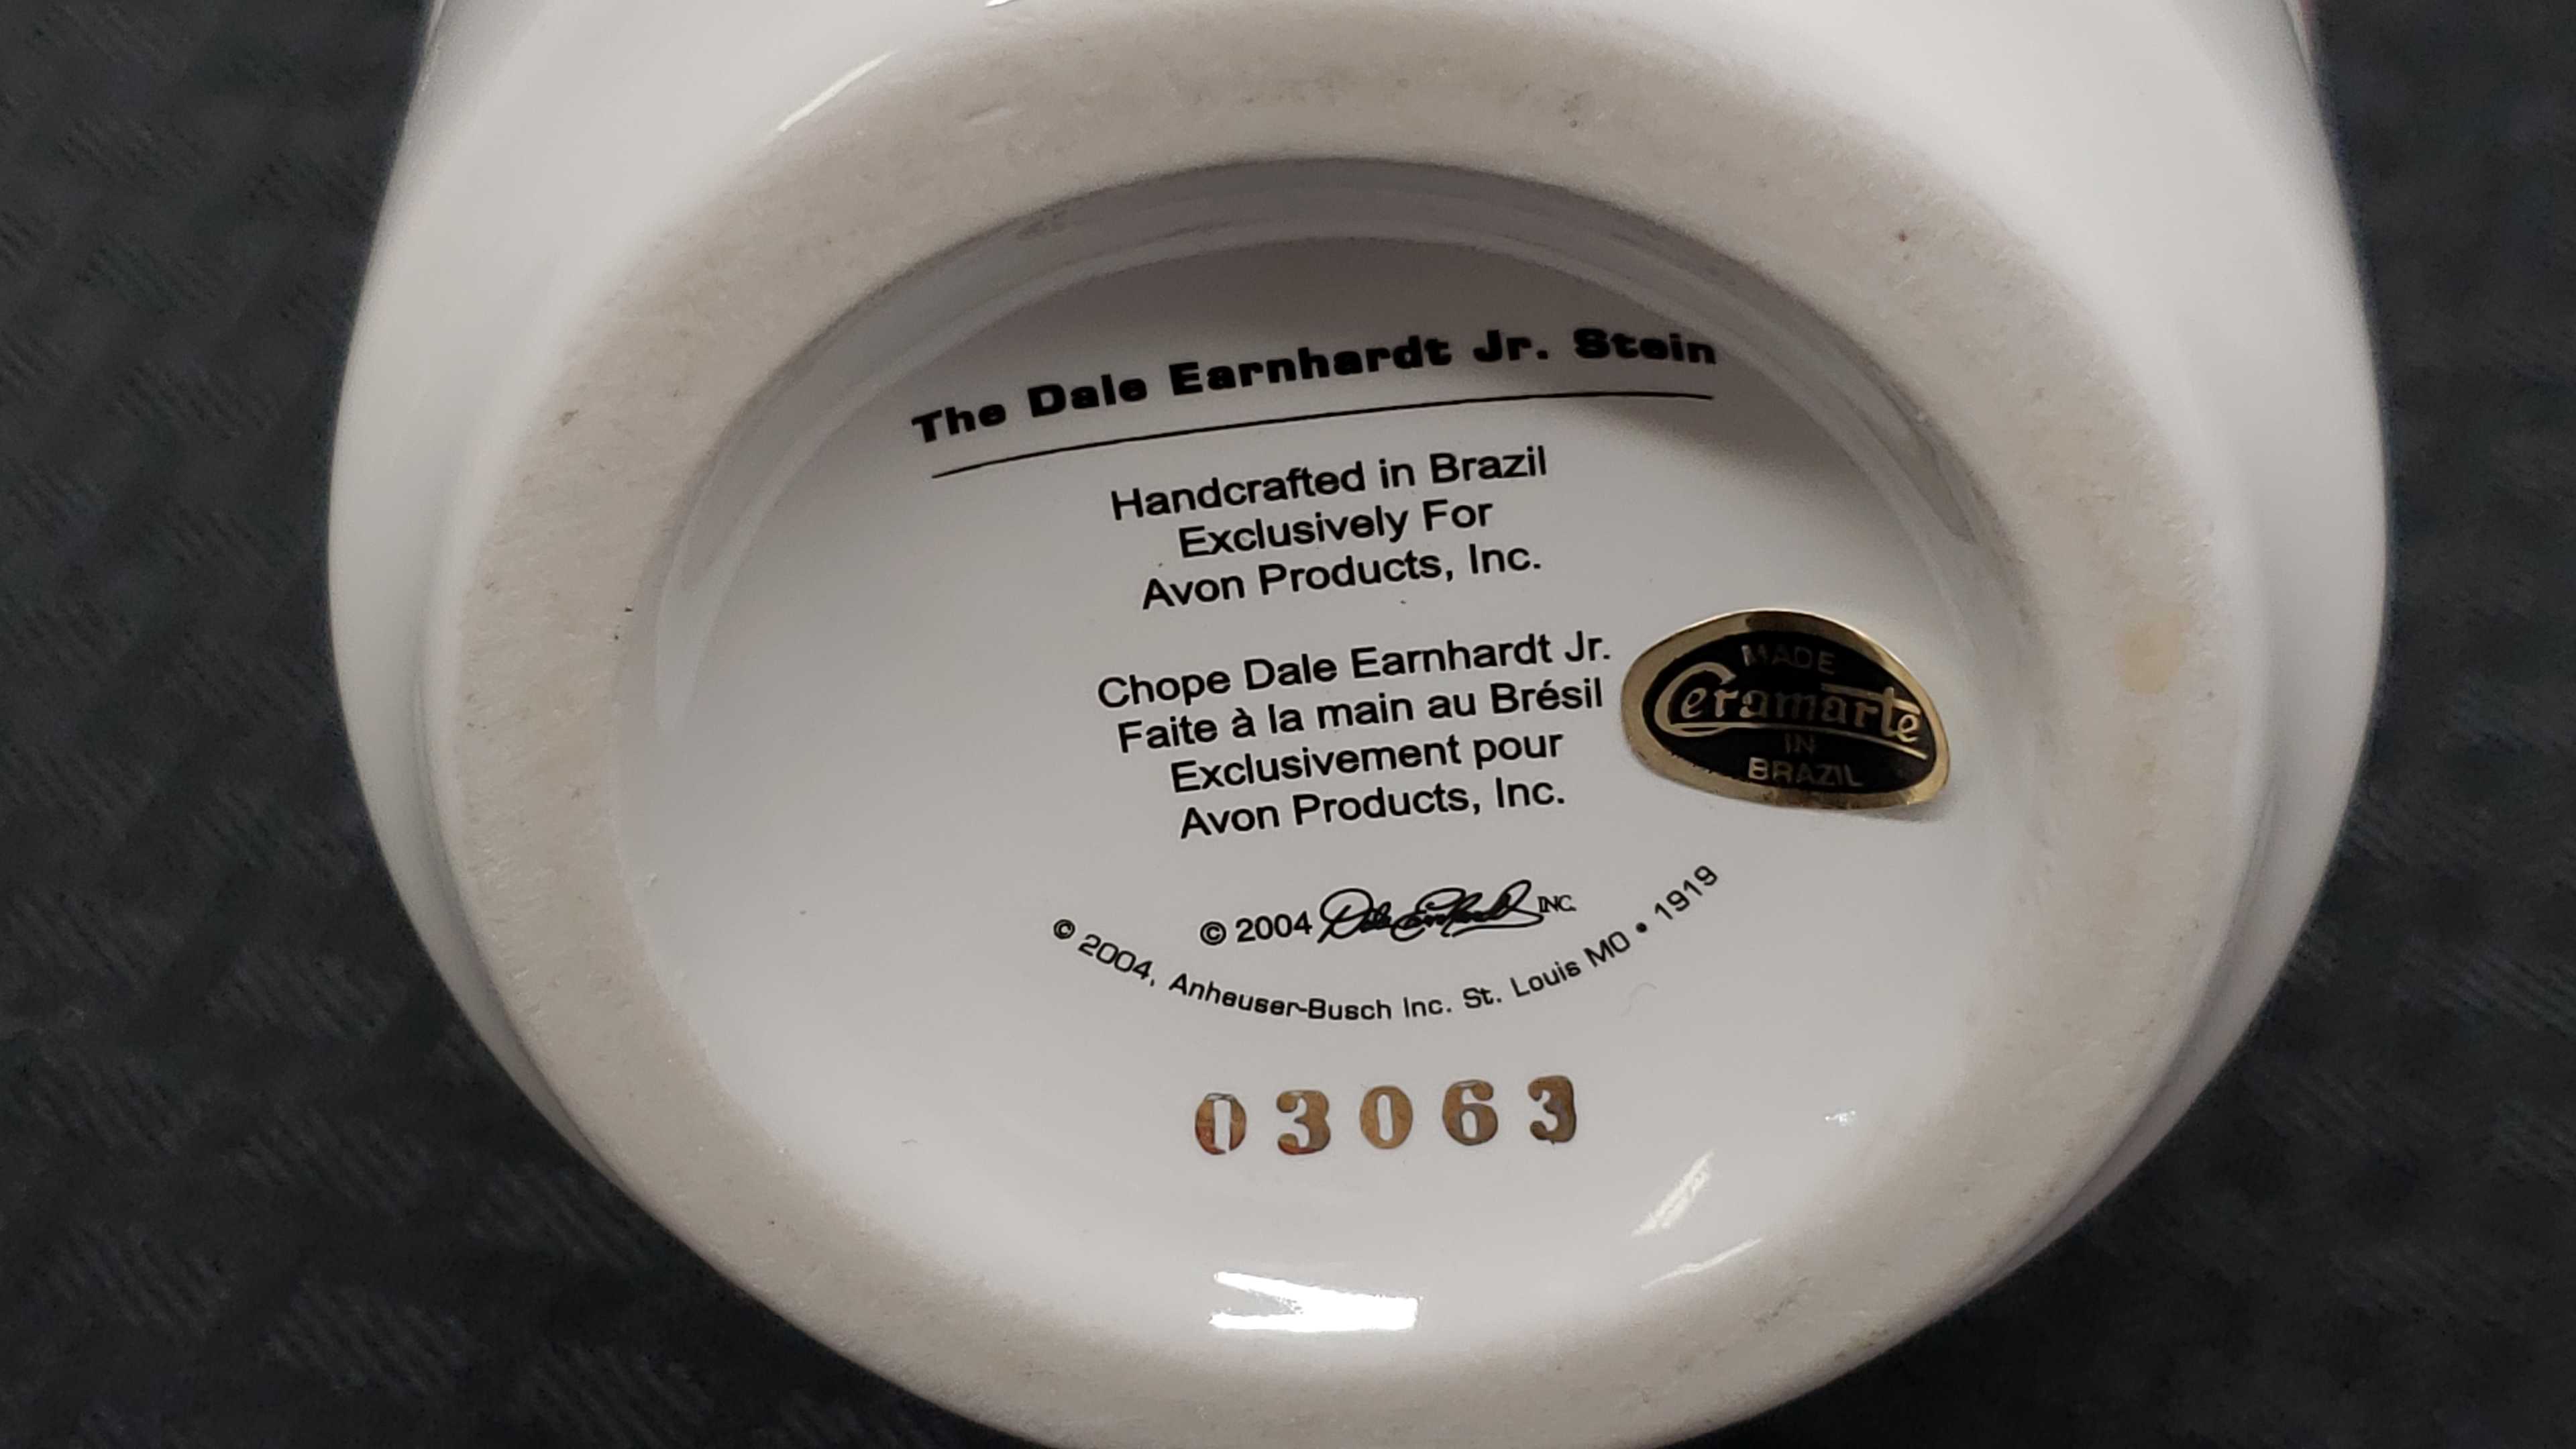 The Dale Earnhardt Jr. Stein
Handcrafted in Brazil
Exclusively For
Avon Products, Inc.
Chope Dale Earnhardt Jr.
Faite à la main au Brésil
Exclusivement pour
Avon Products, Inc.
MADE
Ceramarte
IN
BRAZIL
© 2004 Dale Earnhardt INC.
© 2004, Anheuser-Busch Inc. St. Louis MO • 1919
03063